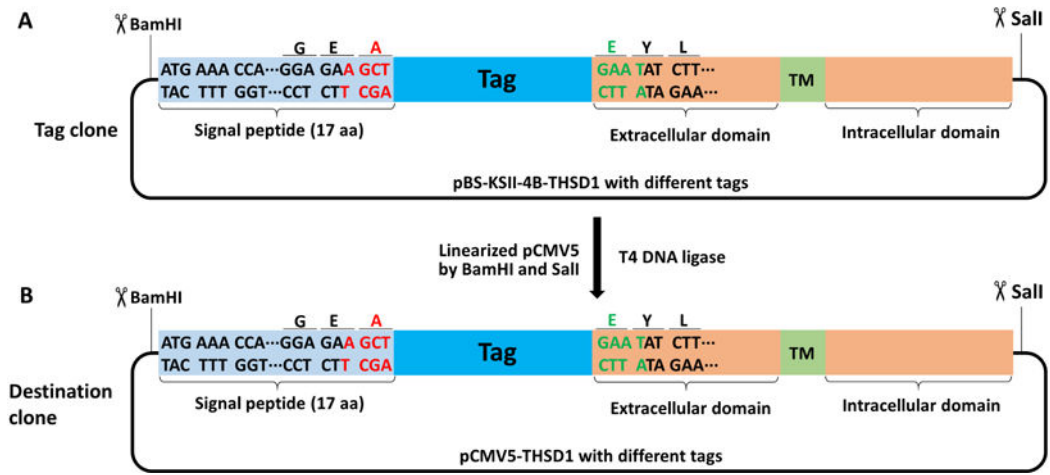 A
BamHI
SalI
G E A
E Y L
ATG AAA CCA···GGA GAA GCT
TAC TTT GGT···CCT CTT CGA
Tag
GAAT AT CTT···
CTT ATA GAA···
TM
Tag clone
Signal peptide (17 aa)
Extracellular domain
Intracellular domain
pBS-KSII-4B-THSD1 with different tags
Linearized pCMV5
by BamHI and SalI
T4 DNA ligase
B
BamHI
SalI
G E A
E Y L
ATG AAA CCA···GGA GAA GCT
TAC TTT GGT···CCT CTT CGA
Tag
GAAT AT CTT···
CTT ATA GAA···
TM
Destination
clone
Signal peptide (17 aa)
Extracellular domain
Intracellular domain
pCMV5-THSD1 with different tags